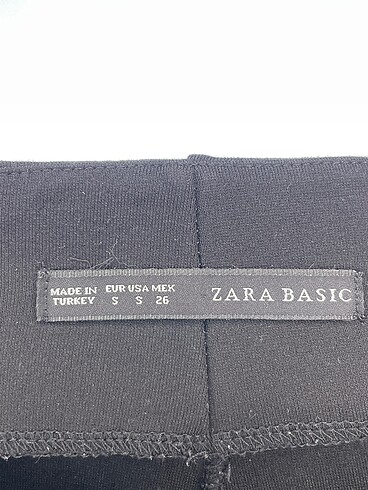 MADE IN EUR USA MEX ZARA BASIC
TURKEY S S 26